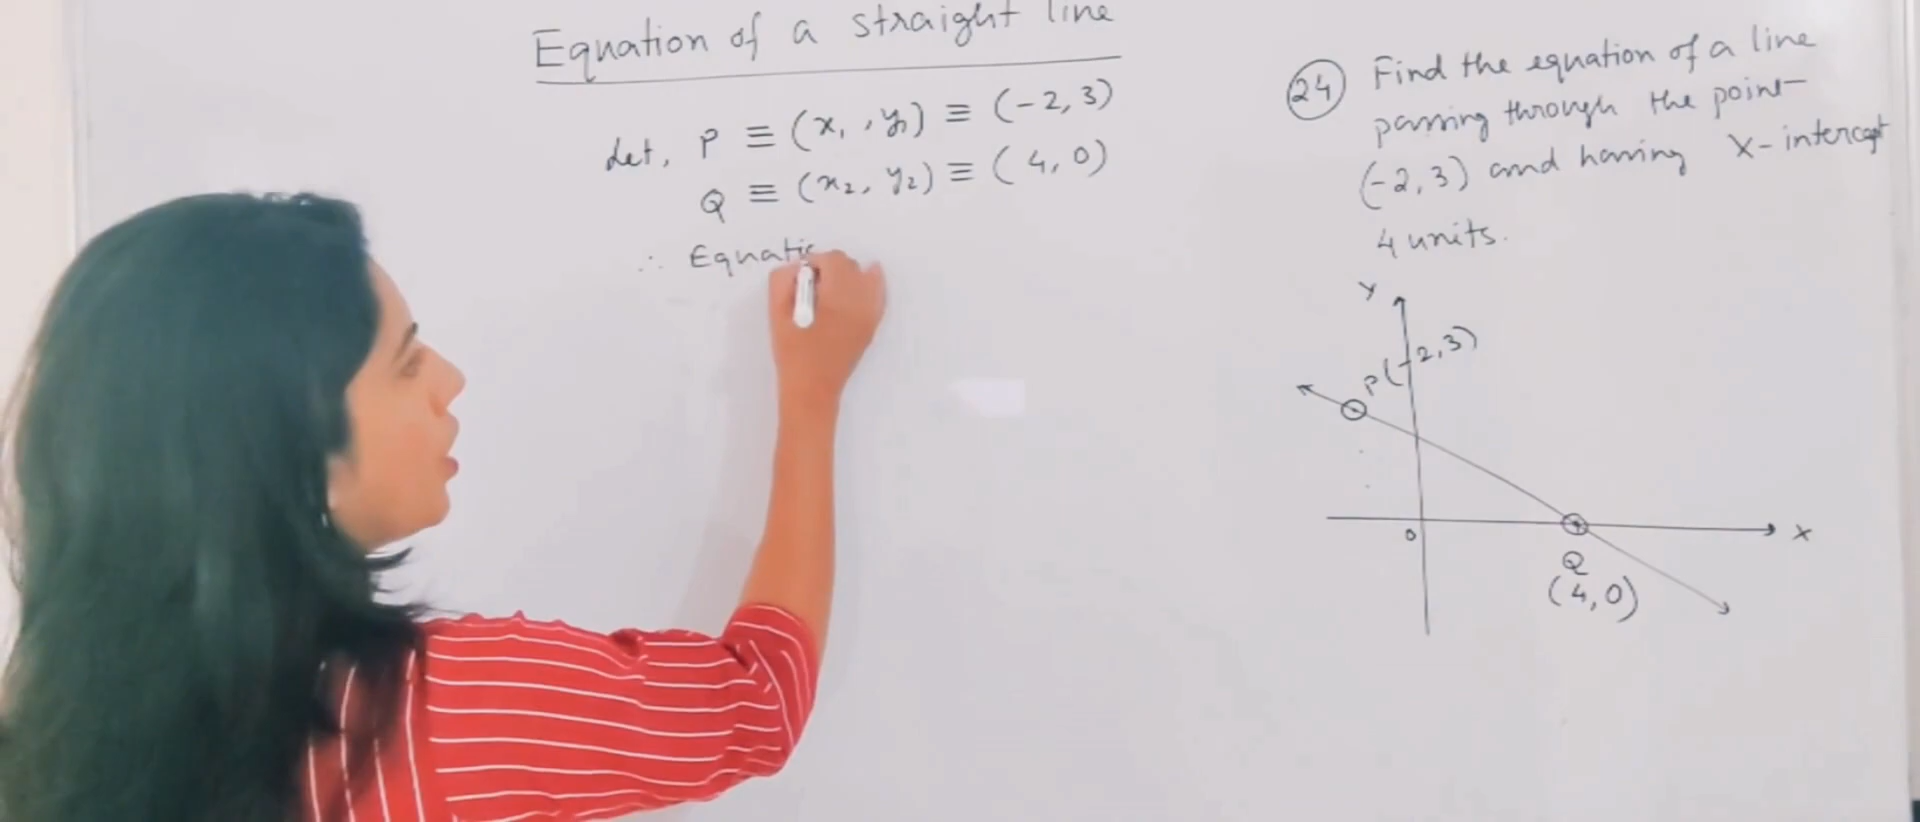 Equation of a straight line
Let, P ≡ (x₁, y₁) ≡ (-2, 3)
Q ≡ (x₂, y₂) ≡ (4, 0)
∴ Equatio
24 Find the equation of a line
passing through the point
(-2, 3) and having X-intercept
4 units.
Y
P(-2, 3)
O
X
Q
(4, 0)